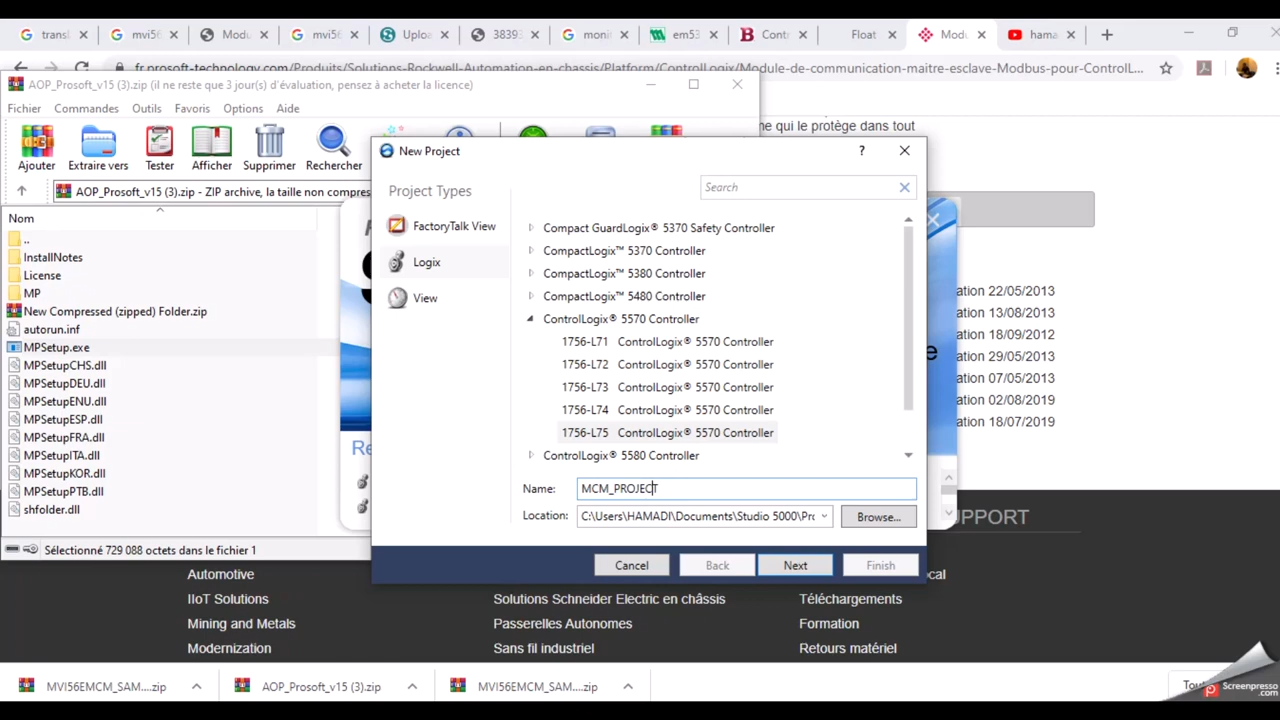 transl
mvi56
Modu
mvi56
Uploa
38393
moni
em53
Contr
Float
Modu
hama
fr.prosoft-technology.com/Produits/Solutions-Rockwell-Automation-en-chassis/Platform/ControlLogix/Module-de-communication-maitre-esclave-Modbus-pour-ControlL...
AOP_Prosoft_v15 (3).zip (il ne reste que 3 jour(s) d'évaluation, pensez à acheter la licence)
Fichier Commandes Outils Favoris Options Aide
Ajouter Extraire vers Tester Afficher Supprimer Rechercher
AOP_Prosoft_v15 (3).zip - ZIP archive, la taille non compres
Nom
..
InstallNotes
License
MP
New Compressed (zipped) Folder.zip
autorun.inf
MPSetup.exe
MPSetupCHS.dll
MPSetupDEU.dll
MPSetupENU.dll
MPSetupESP.dll
MPSetupFRA.dll
MPSetupITA.dll
MPSetupKOR.dll
MPSetupPTB.dll
shfolder.dll
Sélectionné 729 088 octets dans le fichier 1
New Project
?
Project Types
FactoryTalk View
Logix
View
Search
Compact GuardLogix® 5370 Safety Controller
CompactLogix™ 5370 Controller
CompactLogix™ 5380 Controller
CompactLogix™ 5480 Controller
ControlLogix® 5570 Controller
1756-L71 ControlLogix® 5570 Controller
1756-L72 ControlLogix® 5570 Controller
1756-L73 ControlLogix® 5570 Controller
1756-L74 ControlLogix® 5570 Controller
1756-L75 ControlLogix® 5570 Controller
ControlLogix® 5580 Controller
Name: MCM_PROJECT
Location: C:\Users\HAMADI\Documents\Studio 5000\Pro
Browse...
Cancel Back Next Finish
ne qui le protège dans tout
ation 22/05/2013
ation 13/08/2013
ation 18/09/2012
ation 29/05/2013
ation 07/05/2013
ation 02/08/2019
ation 18/07/2019
e
Re
UPPORT
Automotive
IIoT Solutions
Mining and Metals
Modernization
Solutions Schneider Electric en châssis
Passerelles Autonomes
Sans fil industriel
ocal
Téléchargements
Formation
Retours matériel
MVI56EMCM_SAM....zip
AOP_Prosoft_v15 (3).zip
MVI56EMCM_SAM....zip
Tou
Screenpresso
.com